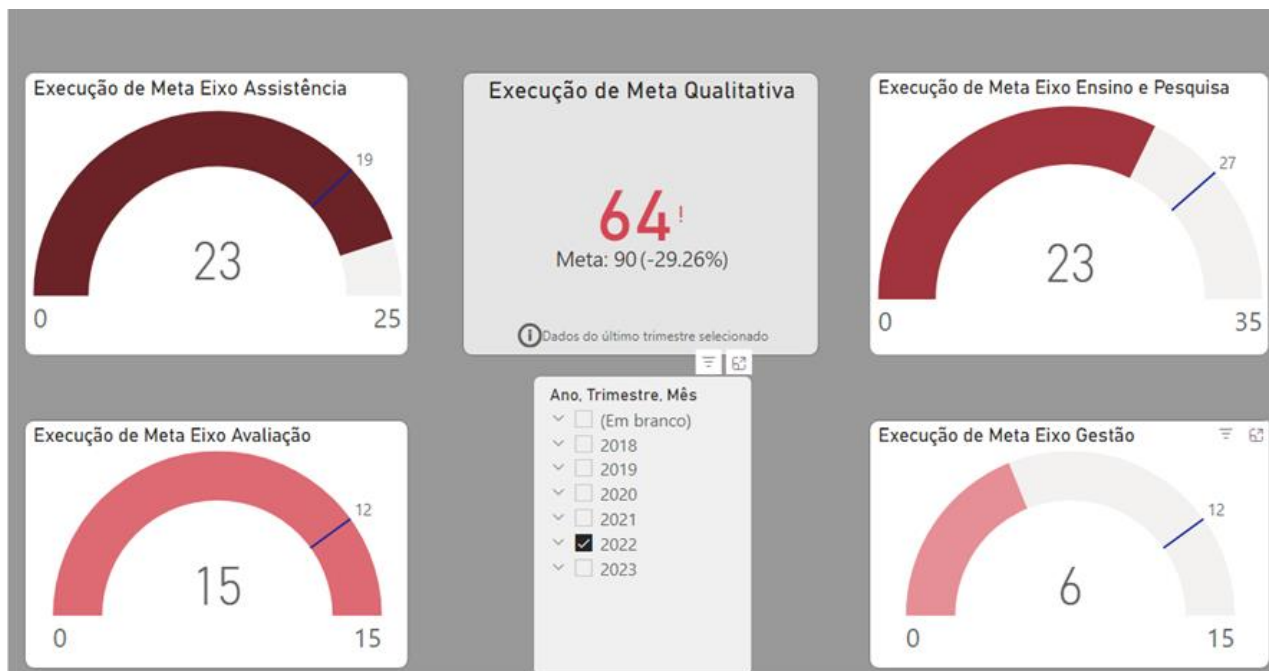 Execução de Meta Eixo Assistência
19
23
0
25
Execução de Meta Qualitativa
64!
Meta: 90 (-29.26%)
Dados do último trimestre selecionado
Execução de Meta Eixo Ensino e Pesquisa
27
23
0
35
Execução de Meta Eixo Avaliação
12
15
0
15
Ano, Trimestre, Mês
(Em branco)
2018
2019
2020
2021
2022
2023
Execução de Meta Eixo Gestão
12
6
0
15